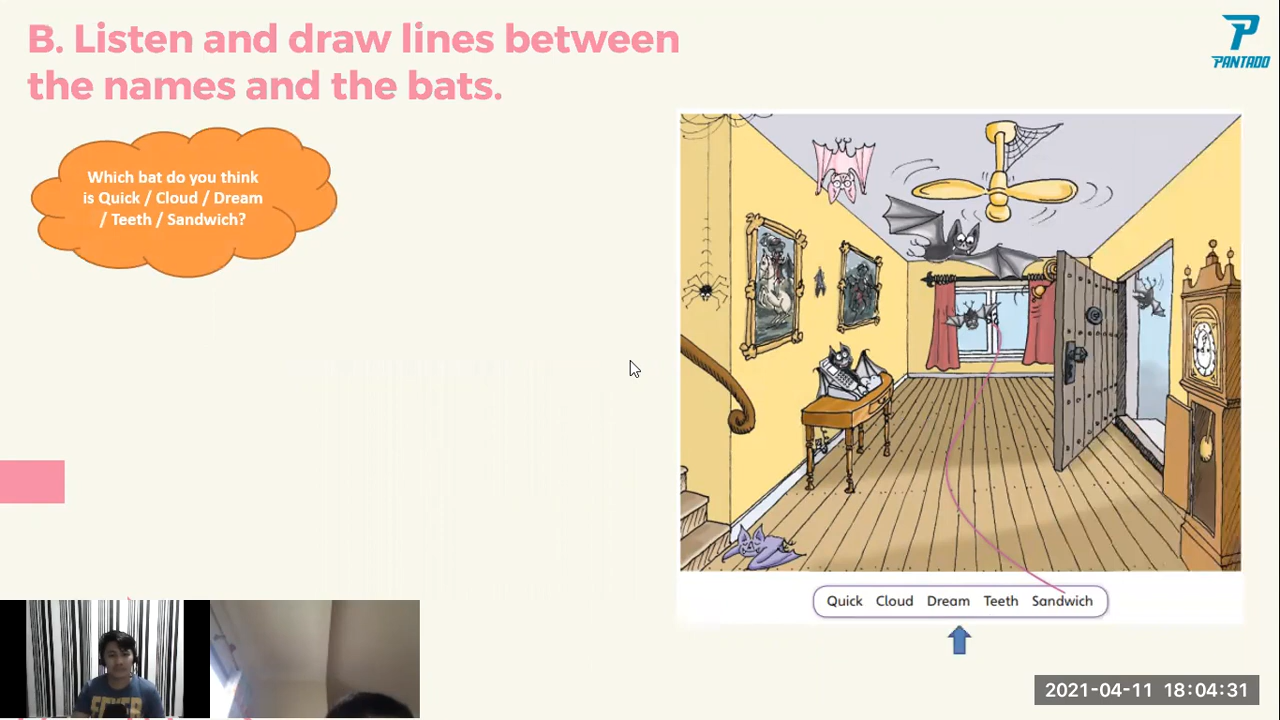 B. Listen and draw lines between
the names and the bats.
PANTADO
Which bat do you think
is Quick / Cloud / Dream
/ Teeth / Sandwich?
Quick Cloud Dream Teeth Sandwich
2021-04-11 18:04:31